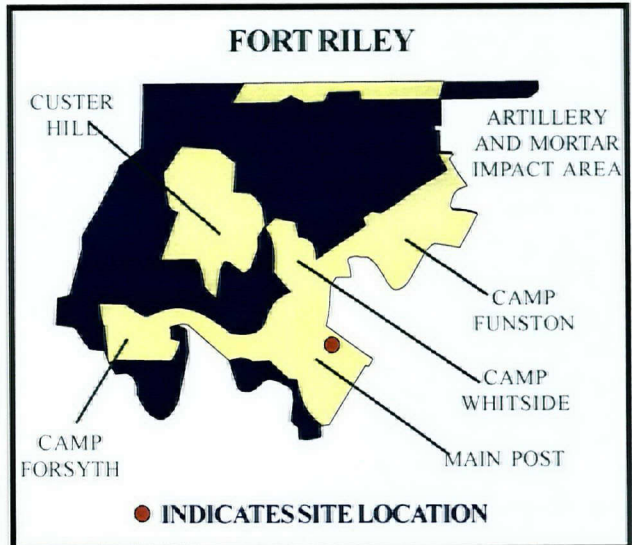 FORT RILEY
CUSTER
HILL
ARTILLERY
AND MORTAR
IMPACT AREA
CAMP
FUNSTON
CAMP
WHITSIDE
CAMP
FORSYTH
MAIN POST
INDICATES SITE LOCATION